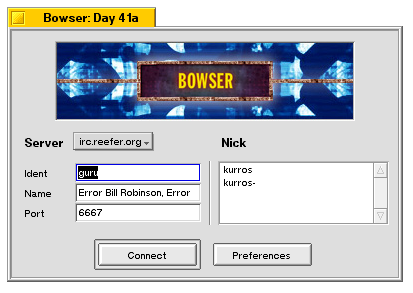 Bowser: Day 41a
BOWSER
Server irc.reefer.org
Nick
Ident guru
Name Error Bill Robinson, Error
Port 6667
kurros
kurros-
Connect
Preferences